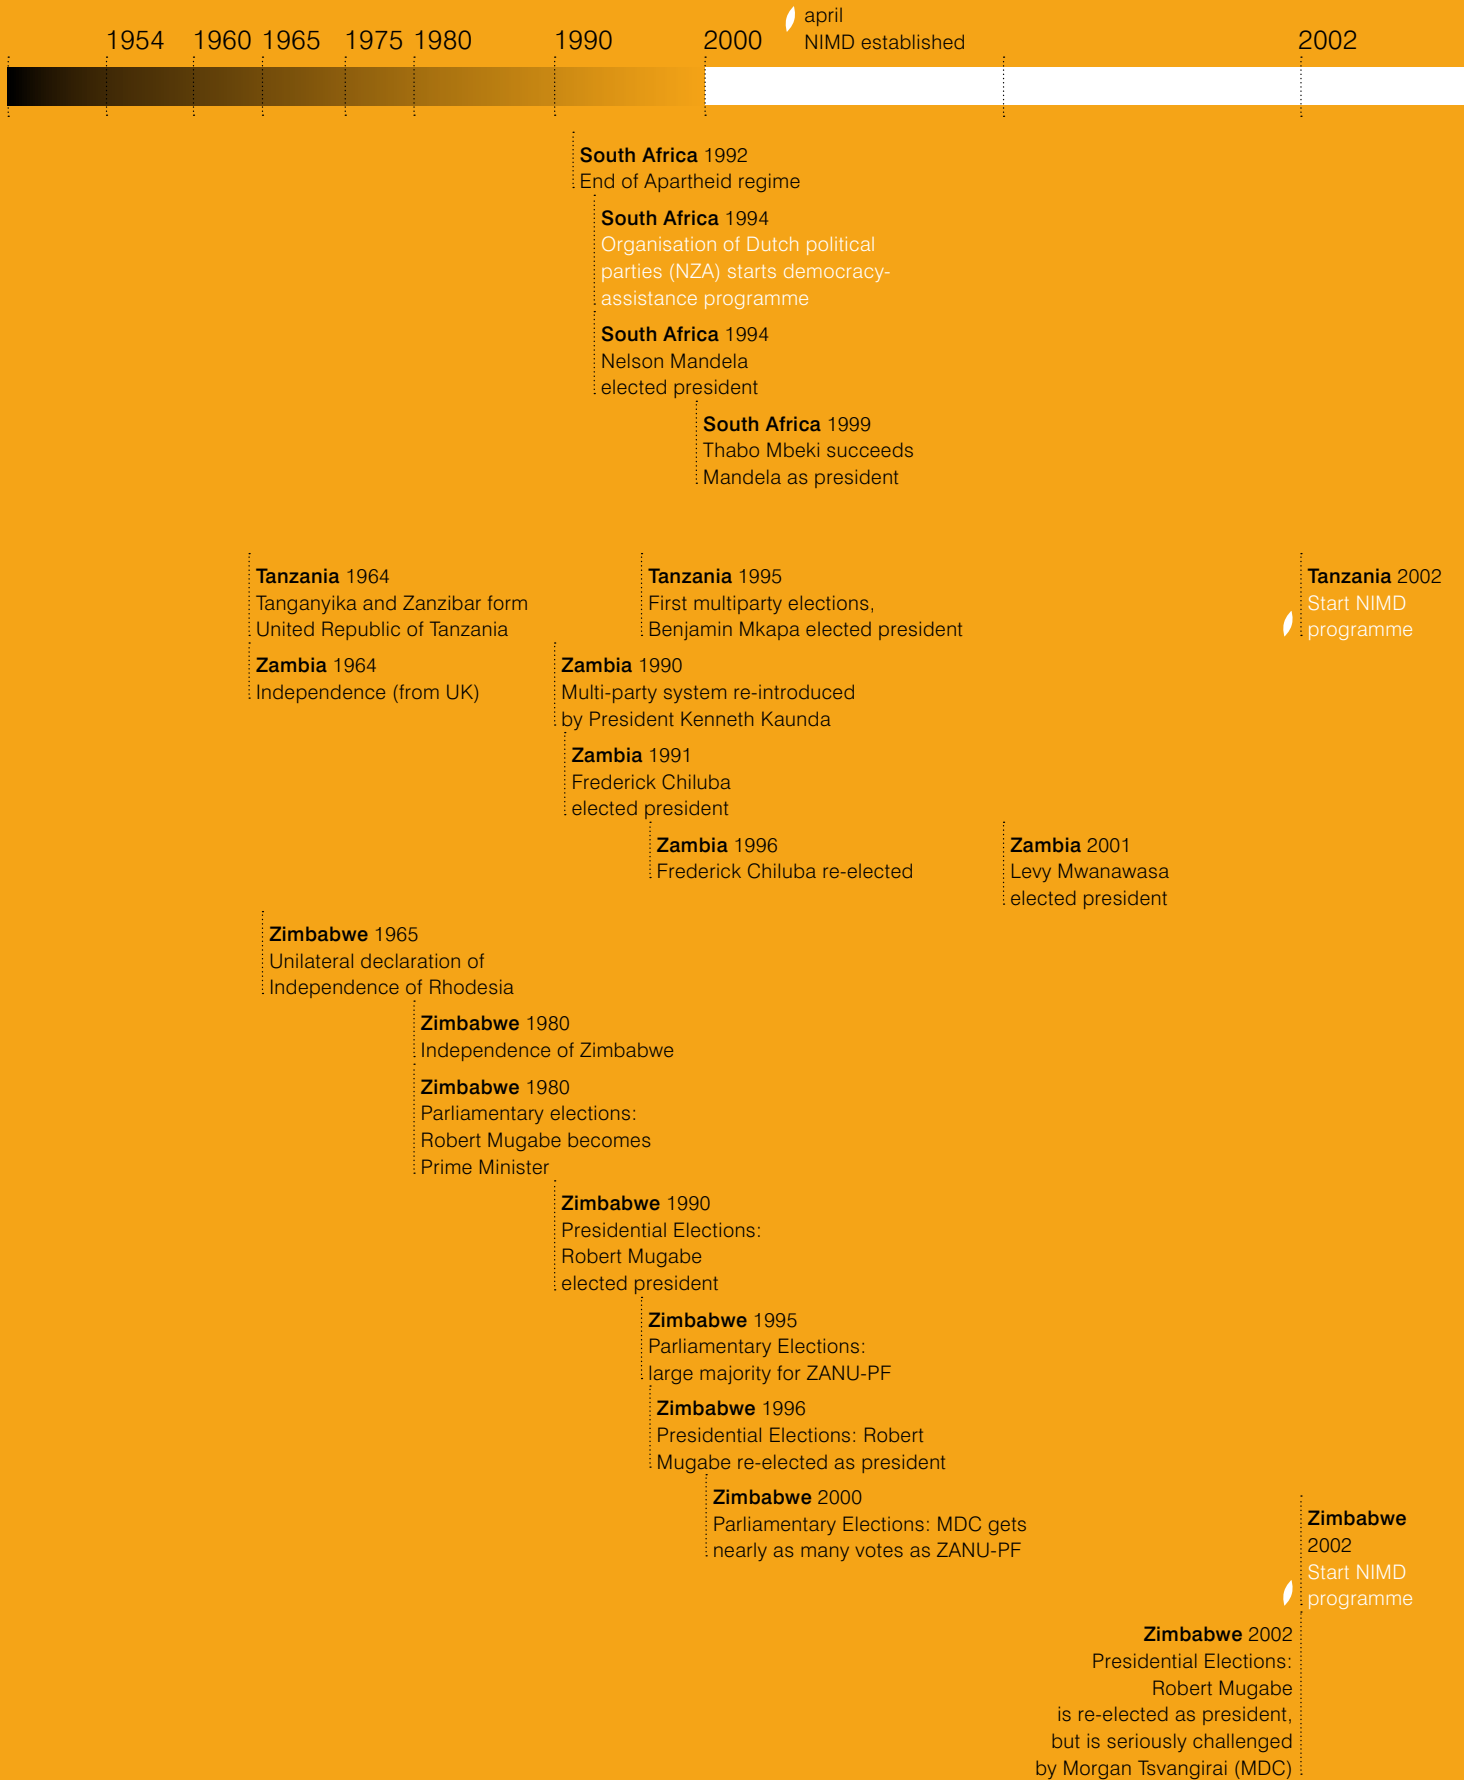 april
1954 1960 1965 1975 1980 1990 2000 NIMD established 2002
South Africa 1992
End of Apartheid regime
South Africa 1994
Organisation of Dutch political
parties (NZA) starts democracy-
assistance programme
South Africa 1994
Nelson Mandela
elected president
South Africa 1999
Thabo Mbeki succeeds
Mandela as president
Tanzania 1964
Tanganyika and Zanzibar form
United Republic of Tanzania
Tanzania 1995
First multiparty elections,
Benjamin Mkapa elected president
Tanzania 2002
Start NIMD
programme
Zambia 1964
Independence (from UK)
Zambia 1990
Multi-party system re-introduced
by President Kenneth Kaunda
Zambia 1991
Frederick Chiluba
elected president
Zambia 1996
Frederick Chiluba re-elected
Zambia 2001
Levy Mwanawasa
elected president
Zimbabwe 1965
Unilateral declaration of
Independence of Rhodesia
Zimbabwe 1980
Independence of Zimbabwe
Zimbabwe 1980
Parliamentary elections:
Robert Mugabe becomes
Prime Minister
Zimbabwe 1990
Presidential Elections:
Robert Mugabe
elected president
Zimbabwe 1995
Parliamentary Elections:
large majority for ZANU-PF
Zimbabwe 1996
Presidential Elections: Robert
Mugabe re-elected as president
Zimbabwe 2000
Parliamentary Elections: MDC gets
nearly as many votes as ZANU-PF
Zimbabwe
2002
Start NIMD
programme
Zimbabwe 2002
Presidential Elections:
Robert Mugabe
is re-elected as president,
but is seriously challenged
by Morgan Tsvangirai (MDC)